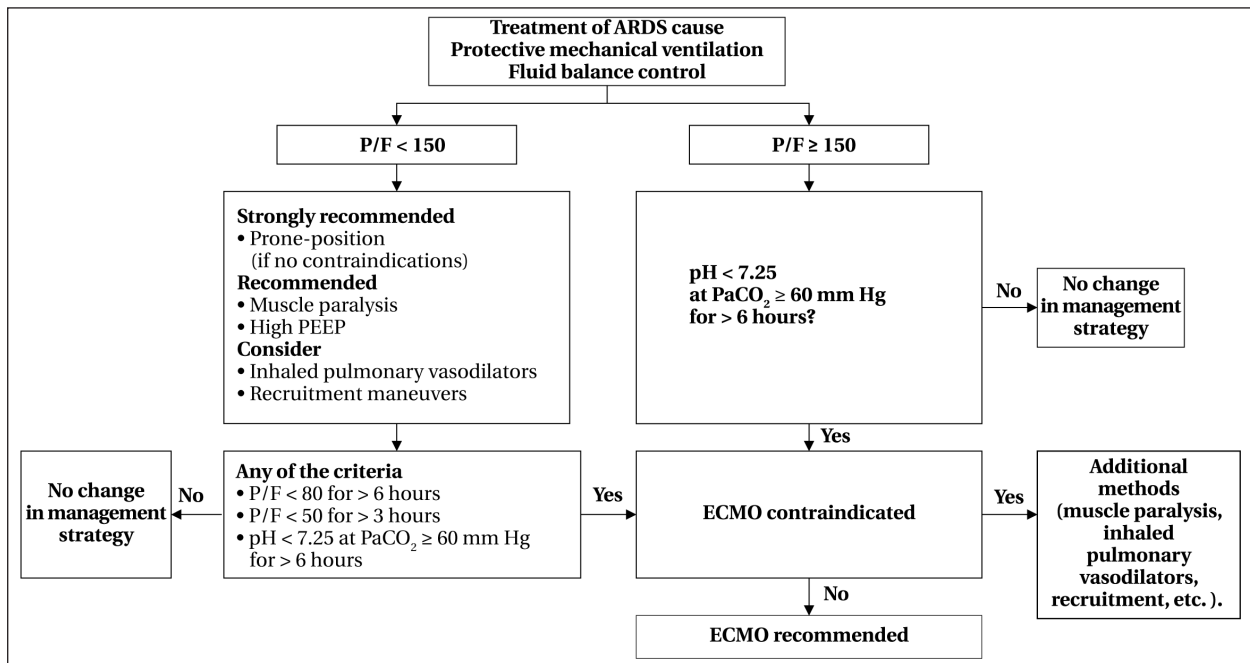 Treatment of ARDS cause
Protective mechanical ventilation
Fluid balance control
P/F < 150
P/F ≥ 150
Strongly recommended
• Prone-position
(if no contraindications)
Recommended
• Muscle paralysis
• High PEEP
Consider
• Inhaled pulmonary vasodilators
• Recruitment maneuvers
pH < 7.25
at PaCO₂ ≥ 60 mm Hg
for > 6 hours?
No
No change
in management
strategy
Yes
No change
in management
strategy
No
Any of the criteria
• P/F < 80 for > 6 hours
• P/F < 50 for > 3 hours
• pH < 7.25 at PaCO₂ ≥ 60 mm Hg
for > 6 hours
Yes
ECMO contraindicated
Yes
Additional
methods
(muscle paralysis,
inhaled
pulmonary
vasodilators,
recruitment, etc. ).
No
ECMO recommended